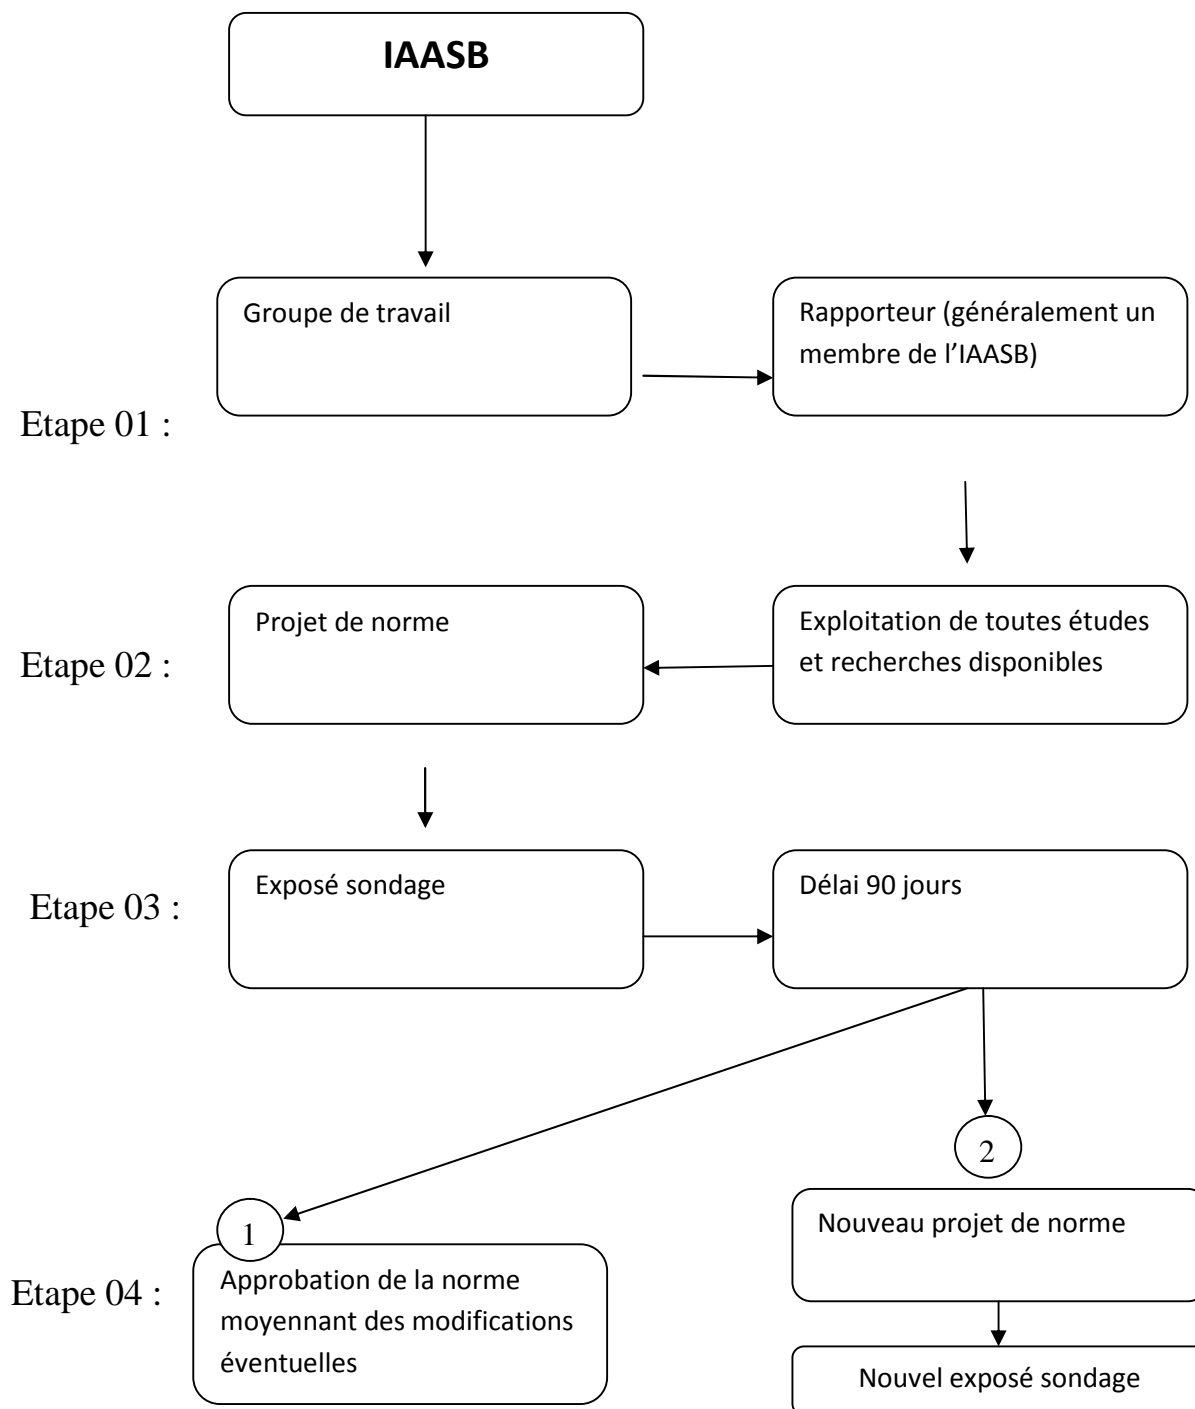 IAASB
Groupe de travail
Rapporteur (généralement un
membre de l’IAASB)
Etape 01 :
Projet de norme
Exploitation de toutes études
et recherches disponibles
Etape 02 :
Exposé sondage
Délai 90 jours
Etape 03 :
2
1
Nouveau projet de norme
Approbation de la norme
moyennant des modifications
éventuelles
Etape 04 :
Nouvel exposé sondage